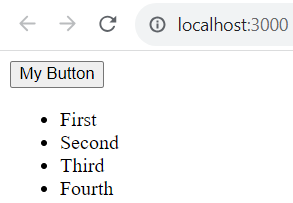 localhost:3000
My Button
First
Second
Third
Fourth